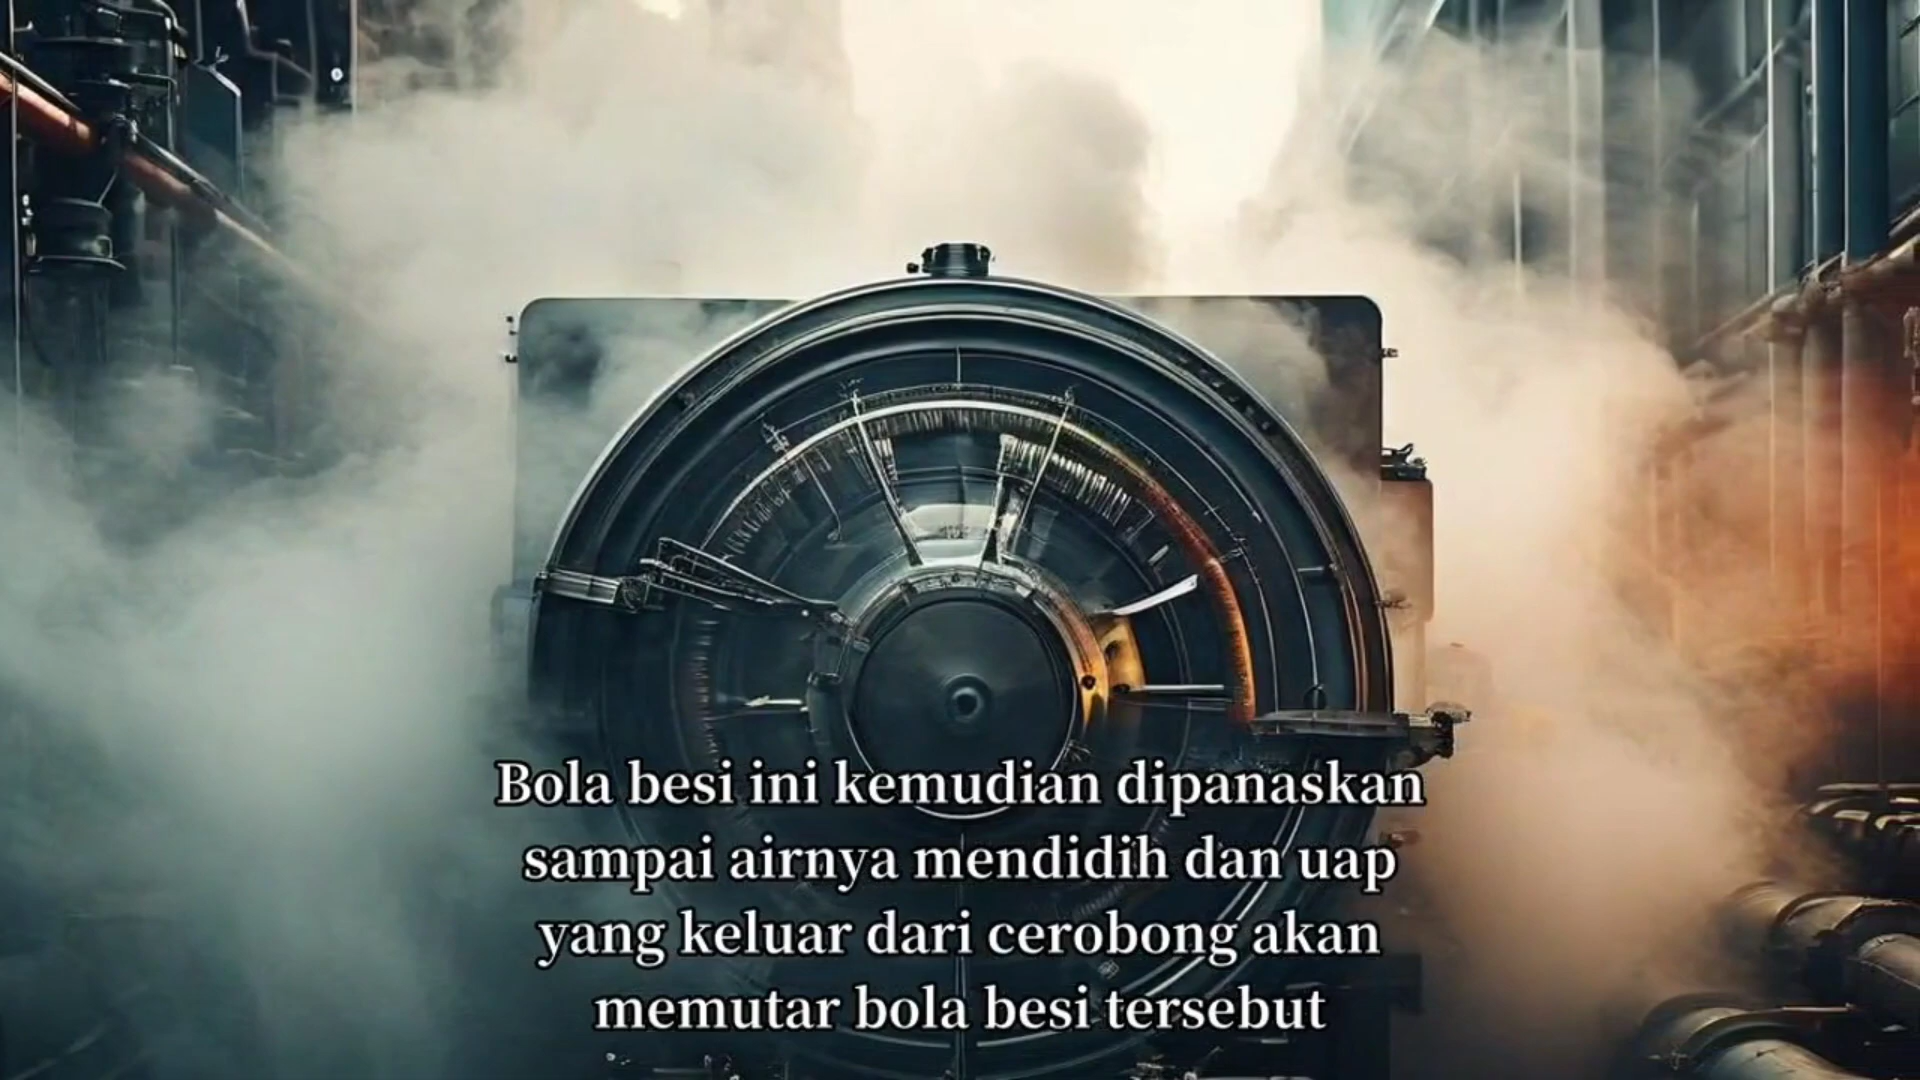 Bola besi ini kemudian dipanaskan
sampai airnya mendidih dan uap
yang keluar dari cerobong akan
memutar bola besi tersebut